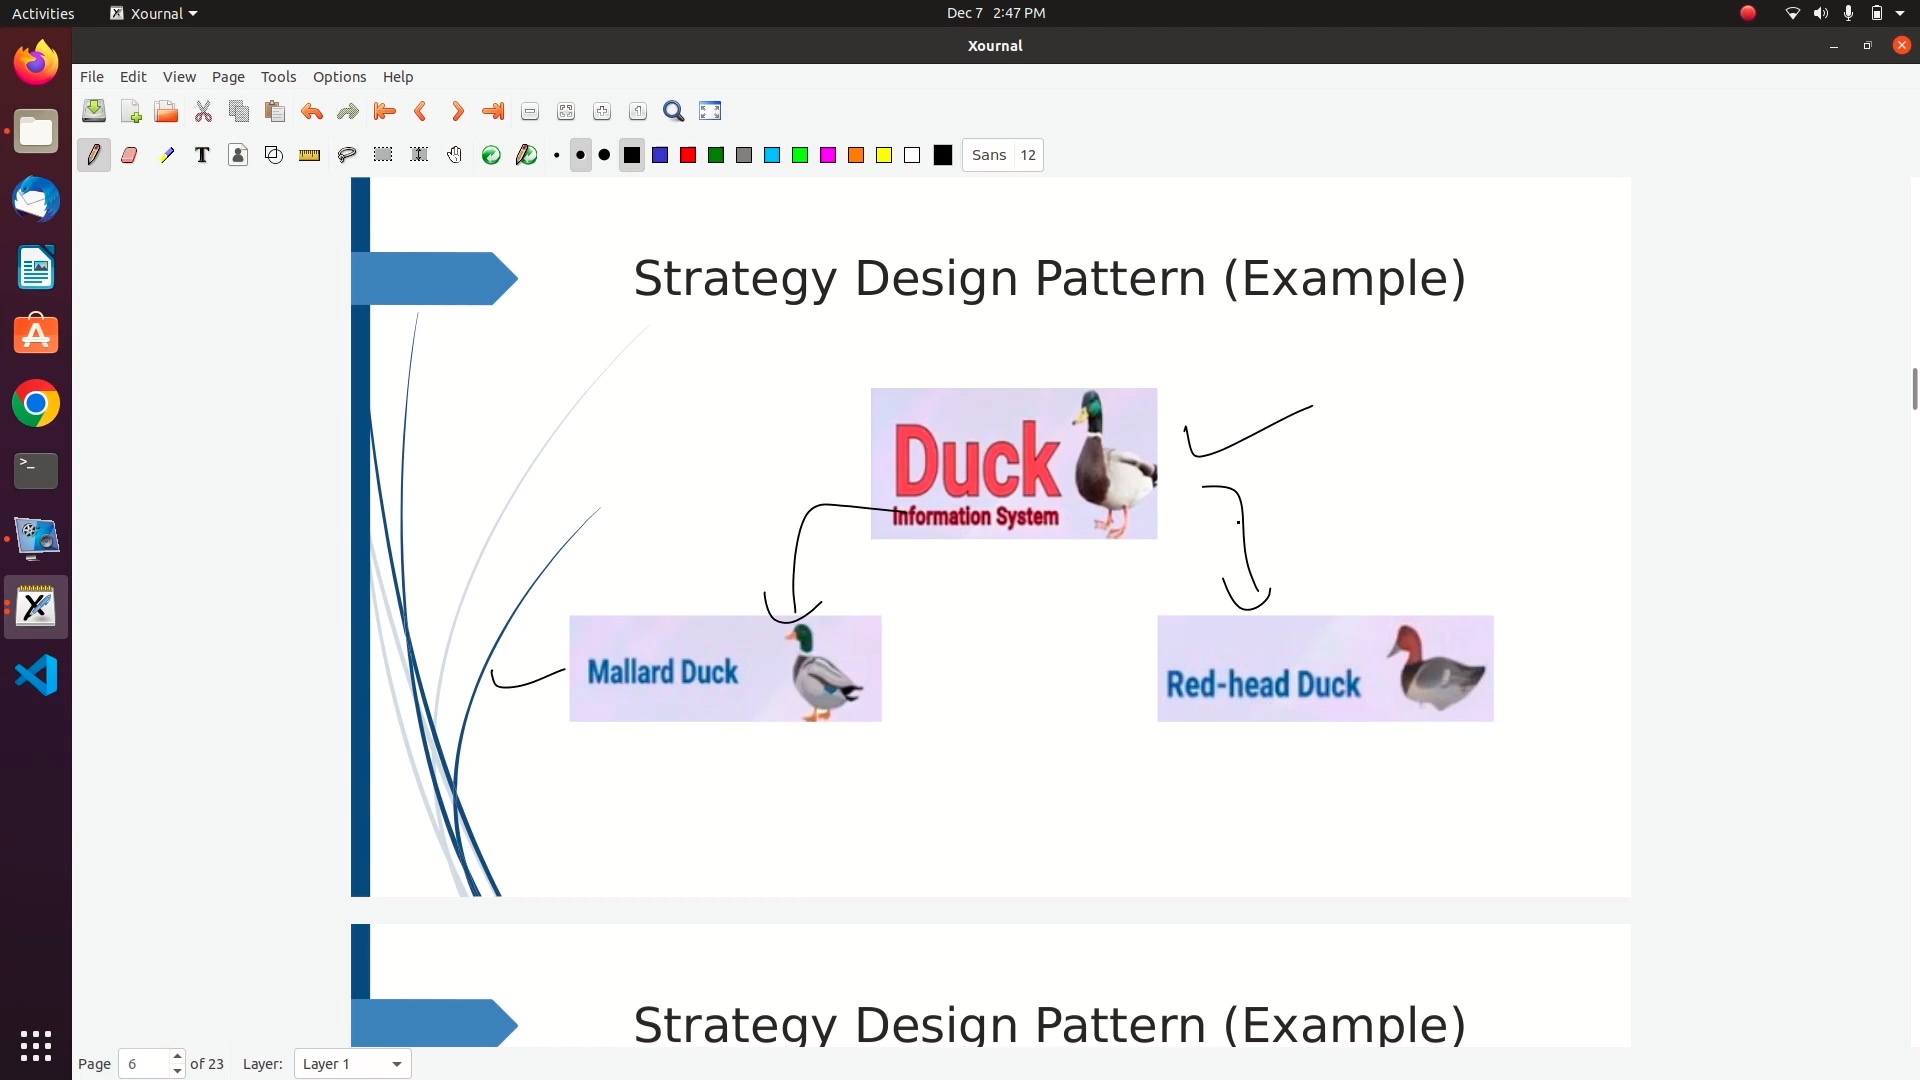 Activities
Xournal
Dec 7 2:47 PM
Xournal
File Edit View Page Tools Options Help
Sans 12
Strategy Design Pattern (Example)
Duck
Information System
Mallard Duck
Red-head Duck
Strategy Design Pattern (Example)
Page 6 of 23 Layer: Layer 1